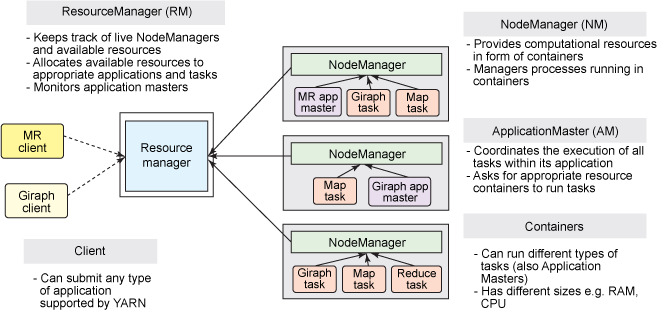 ResourceManager (RM)
- Keeps track of live NodeManagers
and available resources
- Allocates available resources to
appropriate applications and tasks
- Monitors application masters
MR
client
Giraph
client
Resource
manager
Client
- Can submit any type
of application
supported by YARN
NodeManager
MR app
master
Giraph
task
Map
task
NodeManager
Map
task
Giraph app
master
NodeManager
Giraph
task
Map
task
Reduce
task
NodeManager (NM)
- Provides computational resources
in form of containers
- Managers processes running in
containers
ApplicationMaster (AM)
- Coordinates the execution of all
tasks within its application
- Asks for appropriate resource
containers to run tasks
Containers
- Can run different types of
tasks (also Application
Masters)
- Has different sizes e.g. RAM,
CPU